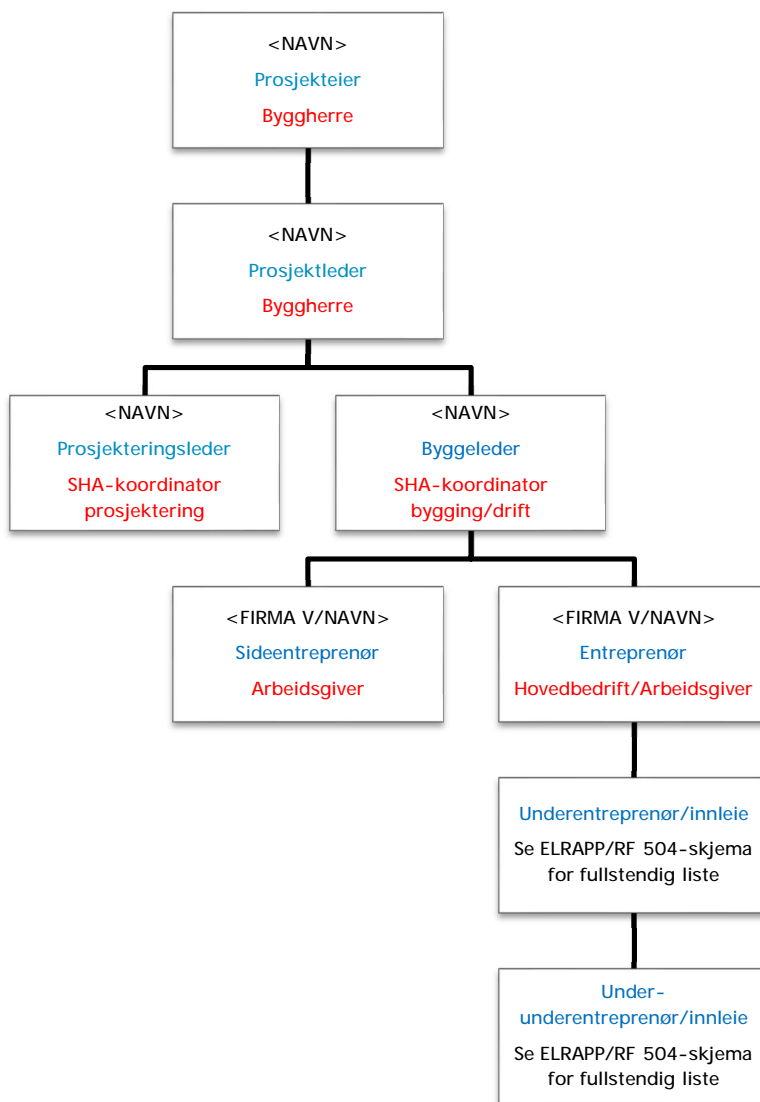 <NAVN>
Prosjekteier
Byggherre
<NAVN>
Prosjektleder
Byggherre
<NAVN>
Prosjekteringsleder
SHA-koordinator
prosjektering
<NAVN>
Byggeleder
SHA-koordinator
bygging/drift
<FIRMA V/NAVN>
Sideentreprenør
Arbeidsgiver
<FIRMA V/NAVN>
Entreprenør
Hovedbedrift/Arbeidsgiver
Underentreprenør/innleie
Se ELRAPP/RF 504-skjema
for fullstendig liste
Under-
underentreprenør/innleie
Se ELRAPP/RF 504-skjema
for fullstendig liste